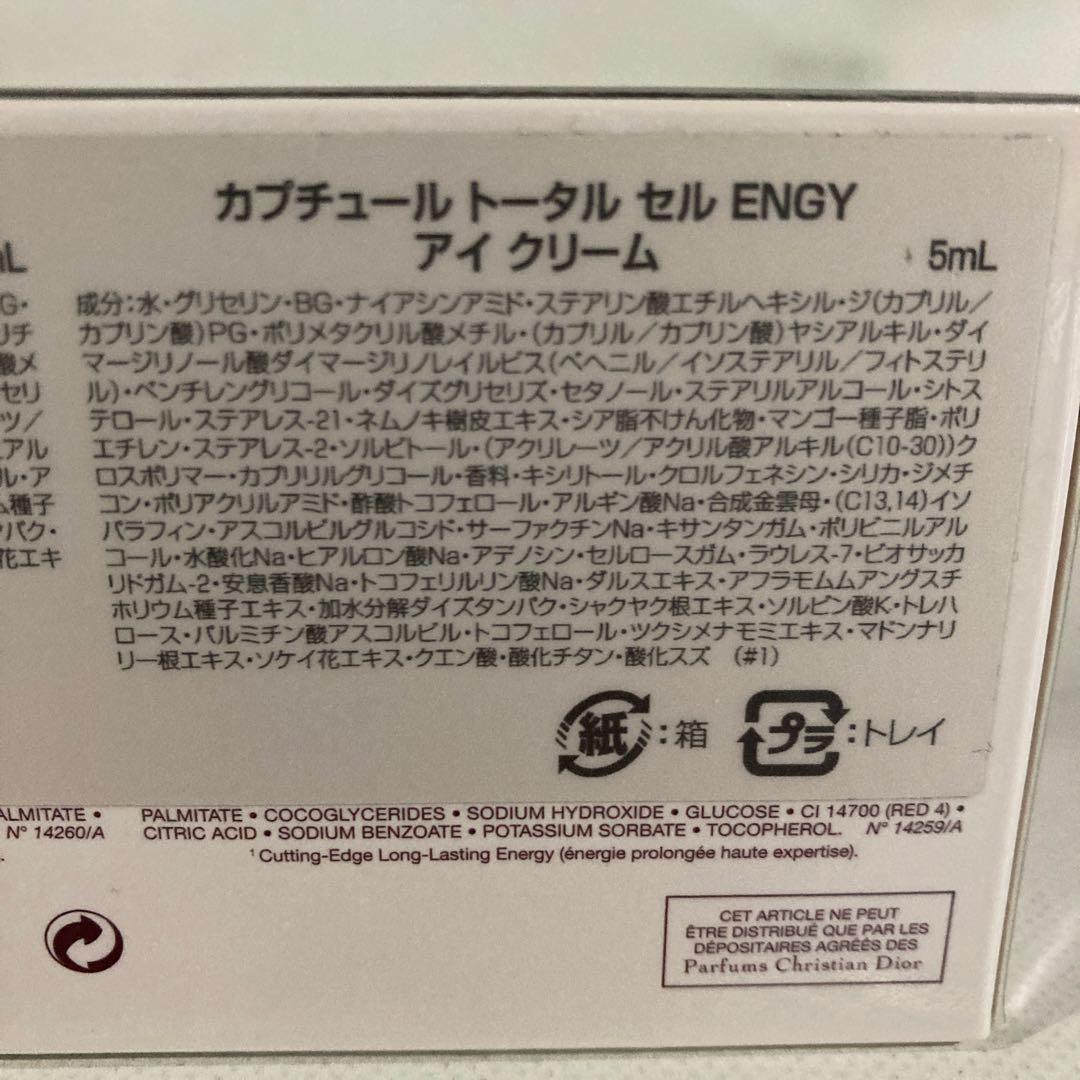 カプチュール トータル セル ENGY
アイ クリーム
5mL
成分:水・グリセリン・BG・ナイアシンアミド・ステアリン酸エチルヘキシル・ジ(カプリル/
カプリン酸)PG・ポリメタクリル酸メチル・(カプリル/カプリン酸)ヤシアルキル・ダイ
マージリノール酸ダイマージリノレイルビス(ベヘニル/イソステアリル/フィトステリ
ル)・ペンチレングリコール・ダイズグリセリズ・セタノール・ステアリルアルコール・シトス
テロール・ステアレス-21・ネムノキ樹皮エキス・シア脂不けん化物・マンゴー種子脂・ポリ
エチレン・ステアレス-2・ソルビトール・(アクリレーツ/アクリル酸アルキル(C10-30))ク
ロスポリマー・カプリリルグリコール・香料・キシリトール・クロルフェネシン・シリカ・ジメチ
コン・ポリアクリルアミド・酢酸トコフェロール・アルギン酸Na・合成金雲母・(C13,14)イソ
パラフィン・アスコルビルグルコシド・サーファクチンNa・キサンタンガム・ポリビニルアル
コール・水酸化Na・ヒアルロン酸Na・アデノシン・セルロースガム・ラウレス-7・ビオサッカ
リドガム-2・安息香酸Na・トコフェリルリン酸Na・ダルスエキス・アフラモムムアングスチ
ホリウム種子エキス・加水分解ダイズタンパク・シャクヤク根エキス・ソルビン酸K・トレハ
ロース・パルミチン酸アスコルビル・トコフェロール・ツクシメナモミエキス・マドンナリ
リー根エキス・ソケイ花エキス・クエン酸・酸化チタン・酸化スズ (#1)
mL
G・
リチ
酸メ
セリ
ツ/
アル
ル・ア
ム種子
パク・
花エキ
紙:箱
プラ:トレイ
ALMITATE •
N° 14260/A
PALMITATE • COCOGLYCERIDES • SODIUM HYDROXIDE • GLUCOSE • CI 14700 (RED 4) •
CITRIC ACID • SODIUM BENZOATE • POTASSIUM SORBATE • TOCOPHEROL. N° 14259/A
¹ Cutting-Edge Long-Lasting Energy (énergie prolongée haute expertise).
CET ARTICLE NE PEUT
ÊTRE DISTRIBUÉ QUE PAR LES
DÉPOSITAIRES AGRÉÉS DES
Parfums Christian Dior